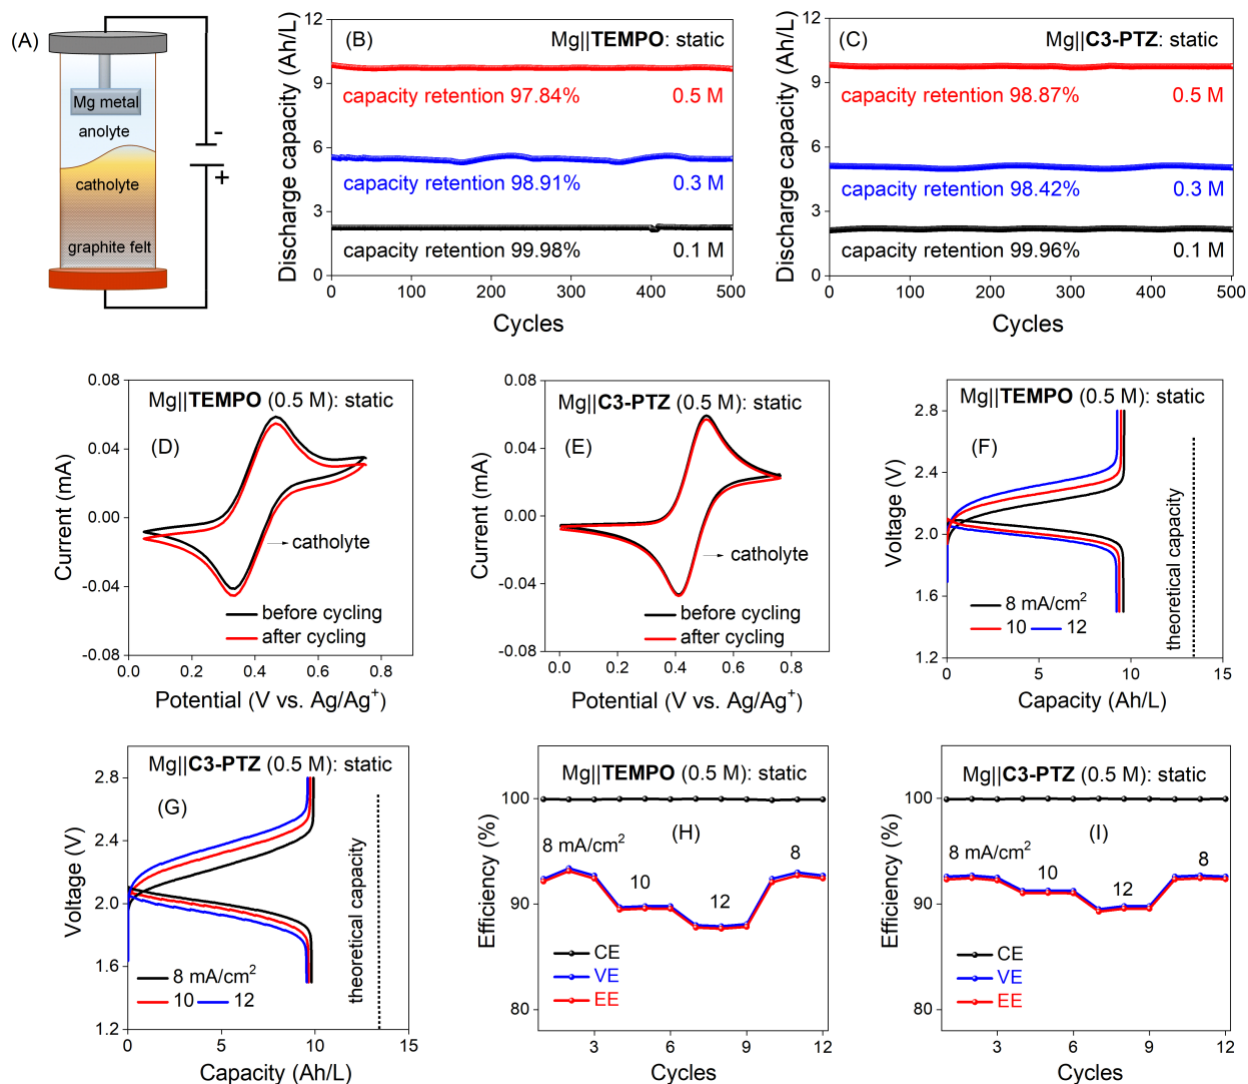 (A)
Mg metal
anolyte
catholyte
graphite felt
-
+
(B)
Mg||TEMPO: static
capacity retention 97.84% 0.5 M
capacity retention 98.91% 0.3 M
capacity retention 99.98% 0.1 M
Discharge capacity (Ah/L)
12
9
6
3
0
0 100 200 300 400 500
Cycles
(C)
Mg||C3-PTZ: static
capacity retention 98.87% 0.5 M
capacity retention 98.42% 0.3 M
capacity retention 99.96% 0.1 M
Discharge capacity (Ah/L)
12
9
6
3
0
0 100 200 300 400 500
Cycles
Mg||TEMPO (0.5 M): static
(D)
catholyte
before cycling
after cycling
Current (mA)
0.08
0.04
0.00
-0.04
-0.08
0.0 0.2 0.4 0.6 0.8
Potential (V vs. Ag/Ag⁺)
Mg||C3-PTZ (0.5 M): static
(E)
catholyte
before cycling
after cycling
Current (mA)
0.08
0.04
0.00
-0.04
-0.08
0.0 0.2 0.4 0.6 0.8
Potential (V vs. Ag/Ag⁺)
Mg||TEMPO (0.5 M): static
(F)
theoretical capacity
8 mA/cm²
10 12
Voltage (V)
2.8
2.4
2.0
1.6
1.2
0 5 10 15
Capacity (Ah/L)
Mg||C3-PTZ (0.5 M): static
(G)
theoretical capacity
8 mA/cm²
10 12
Voltage (V)
2.8
2.4
2.0
1.6
1.2
0 5 10 15
Capacity (Ah/L)
Mg||TEMPO (0.5 M): static
(H)
8 mA/cm²
10
12
8
CE
VE
EE
Efficiency (%)
100
90
80
3 6 9 12
Cycles
Mg||C3-PTZ (0.5 M): static
(I)
8 mA/cm²
10
12
8
CE
VE
EE
Efficiency (%)
100
90
80
3 6 9 12
Cycles